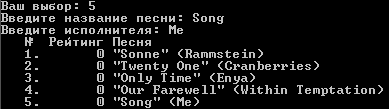 Ваш выбор: 5
Введите название песни: Song
Введите исполнителя: Me
№ Рейтинг Песня
1. 0 "Sonne" (Rammstein)
2. 0 "Twenty One" (Cranberries)
3. 0 "Only Time" (Enya)
4. 0 "Our Farewell" (Within Temptation)
5. 0 "Song" (Me)